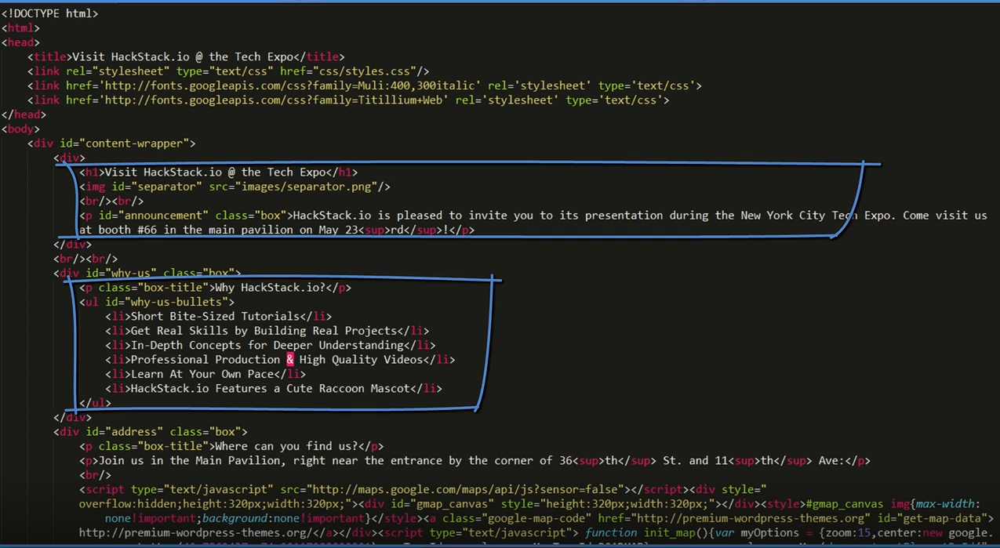 <!DOCTYPE html>
<html>
<head>
<title>Visit HackStack.io @ the Tech Expo</title>
<link rel="stylesheet" type="text/css" href="css/styles.css"/>
<link href='http://fonts.googleapis.com/css?family=Muli:400,300italic' rel='stylesheet' type='text/css'>
<link href='http://fonts.googleapis.com/css?family=Titillium+Web' rel='stylesheet' type='text/css'>
</head>
<body>
<div id="content-wrapper">
<div>
<h1>Visit HackStack.io @ the Tech Expo</h1>
<img id="separator" src="images/separator.png"/>
<br/><br/>
<p id="announcement" class="box">HackStack.io is pleased to invite you to its presentation during the New York City Tech Expo. Come visit us
at booth #66 in the main pavilion on May 23<sup>rd</sup>!</p>
</div>
<br/><br/>
<div id="why-us" class="box">
<p class="box-title">Why HackStack.io?</p>
<ul id="why-us-bullets">
<li>Short Bite-Sized Tutorials</li>
<li>Get Real Skills by Building Real Projects</li>
<li>In-Depth Concepts for Deeper Understanding</li>
<li>Professional Production & High Quality Videos</li>
<li>Learn At Your Own Pace</li>
<li>HackStack.io Features a Cute Raccoon Mascot</li>
</ul>
</div>
<div id="address" class="box">
<p class="box-title">Where can you find us?</p>
<p>Join us in the Main Pavilion, right near the entrance by the corner of 36<sup>th</sup> St. and 11<sup>th</sup> Ave:</p>
<br/>
<script type="text/javascript" src="http://maps.google.com/maps/api/js?sensor=false"></script><div style="
overflow:hidden;height:320px;width:320px;"><div id="gmap_canvas" style="height:320px;width:320px;"></div><style>#gmap_canvas img{max-width:
none!important;background:none!important}</style><a class="google-map-code" href="http://premium-wordpress-themes.org" id="get-map-data">
http://premium-wordpress-themes.org/</a></div><script type="text/javascript"> function init_map(){var myOptions = {zoom:15,center:new google.